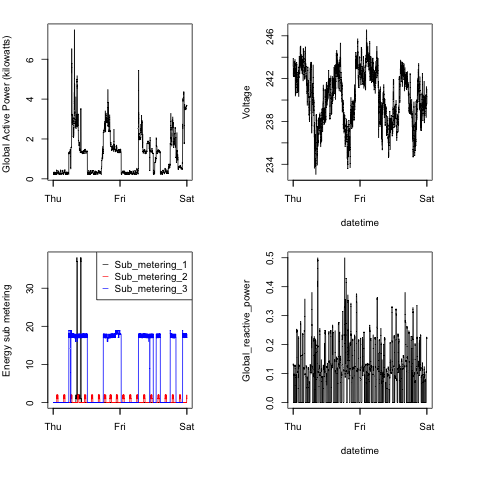 Global Active Power (kilowatts)
0 2 4 6
Thu Fri Sat
Voltage
234 238 242 246
Thu Fri Sat
datetime
Energy sub metering
0 10 20 30
Sub_metering_1
Sub_metering_2
Sub_metering_3
Thu Fri Sat
Global_reactive_power
0.0 0.1 0.2 0.3 0.4 0.5
Thu Fri Sat
datetime